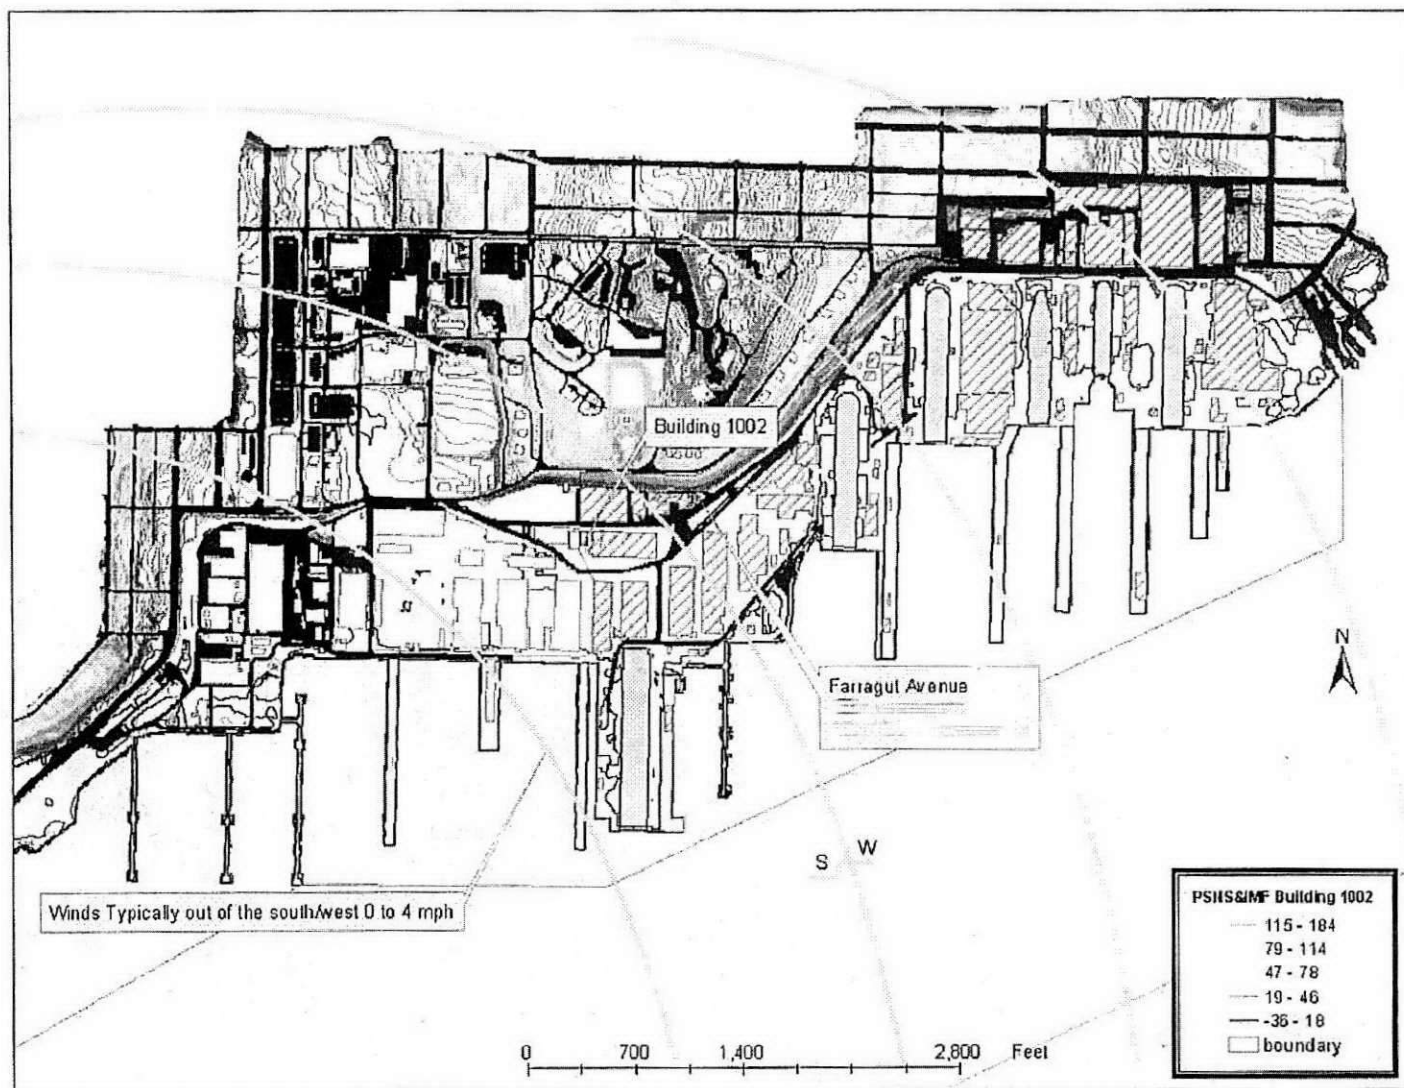 Building 1002
N
Farragut Avenue
S
W
Winds Typically out of the south/west 0 to 4 mph
PSNS&IMF Building 1002
115 - 184
79 - 114
47 - 78
19 - 46
-36 - 18
boundary
0 700 1,400 2,800 Feet